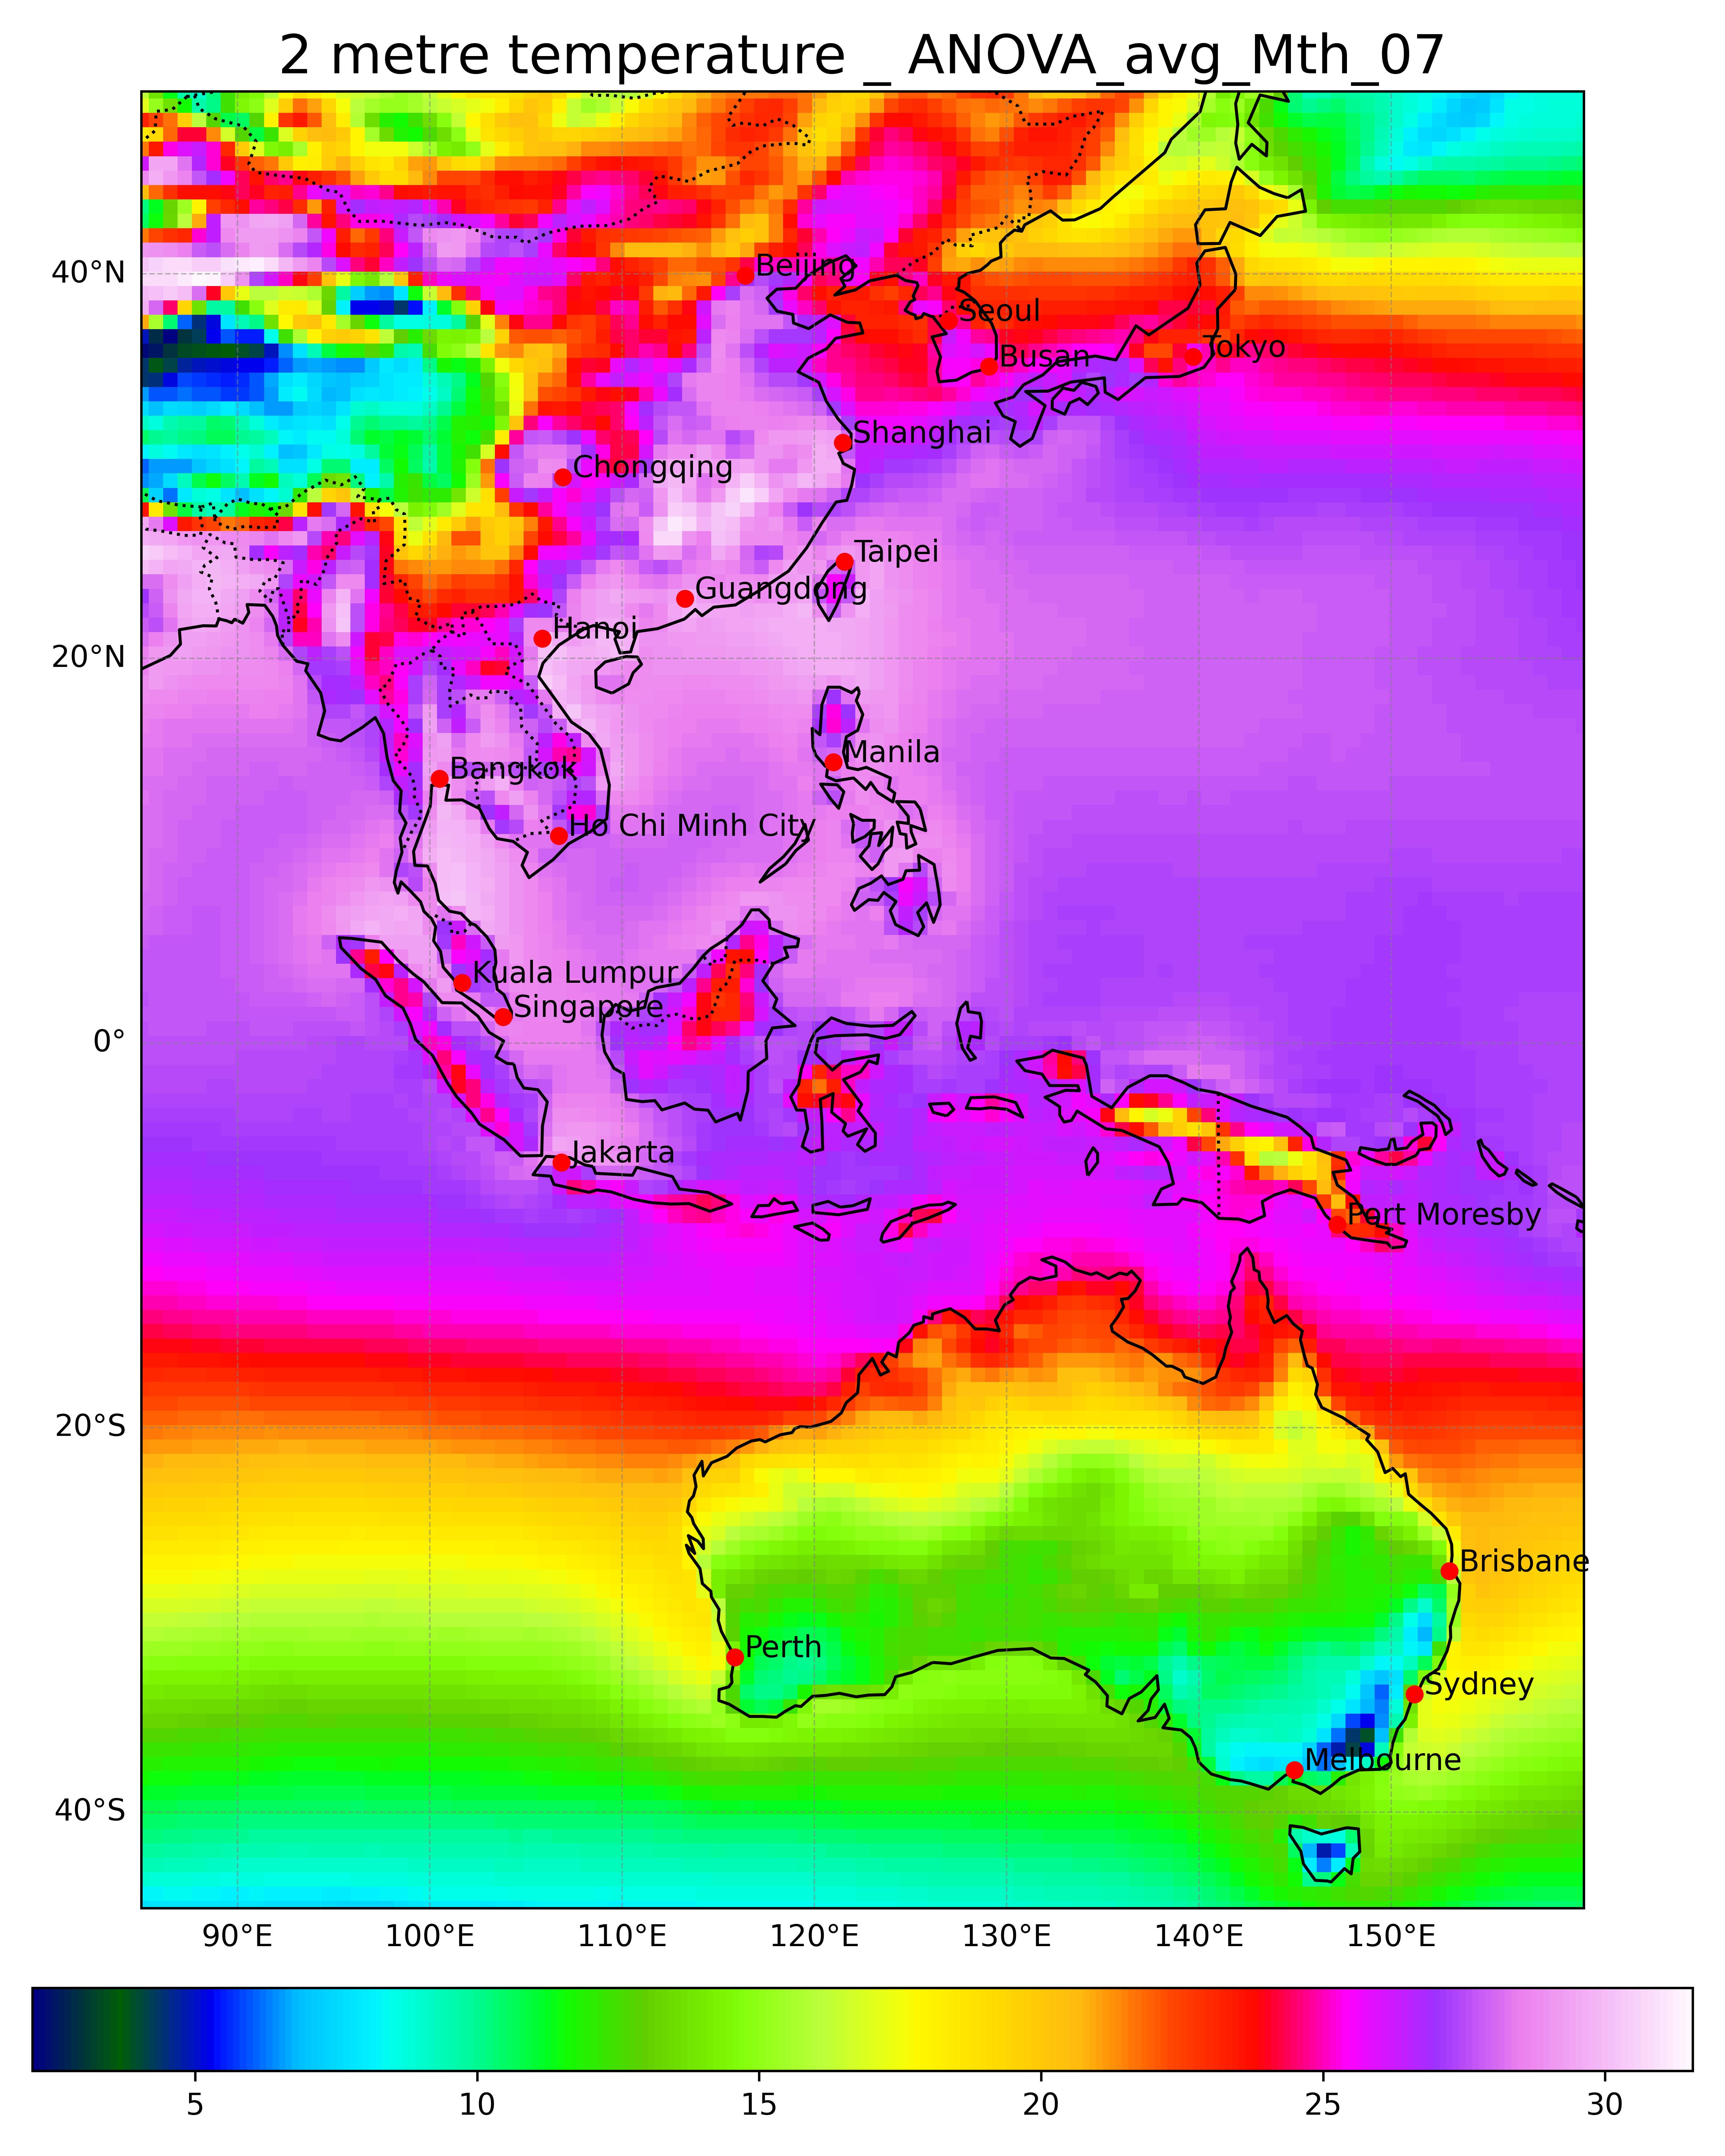 2 metre temperature _ ANOVA_avg_Mth_07
40°N
20°N
0°
20°S
40°S
Beijing
Seoul
Tokyo
Busan
Shanghai
Chongqing
Taipei
Guangdong
Hanoi
Manila
Bangkok
Ho Chi Minh City
Kuala Lumpur
Singapore
Jakarta
Port Moresby
Brisbane
Perth
Sydney
Melbourne
90°E 100°E 110°E 120°E 130°E 140°E 150°E
5 10 15 20 25 30